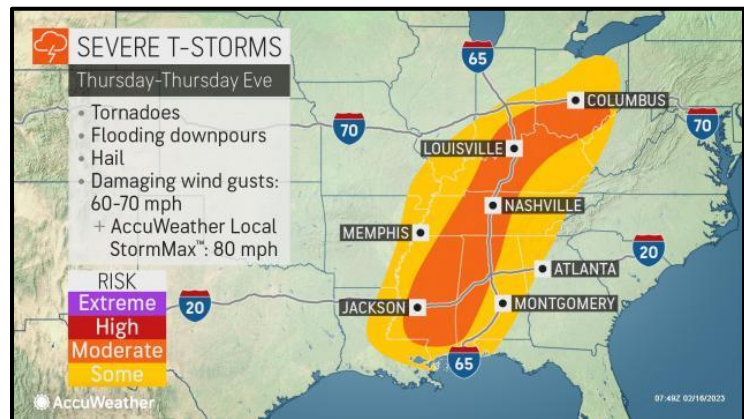 SEVERE T-STORMS
Thursday-Thursday Eve
• Tornadoes
• Flooding downpours
• Hail
• Damaging wind gusts:
60-70 mph
+ AccuWeather Local
StormMax™: 80 mph
RISK
Extreme
High
Moderate
Some
AccuWeather
65
COLUMBUS
70
70
LOUISVILLE
NASHVILLE
MEMPHIS
ATLANTA
20
20
JACKSON
MONTGOMERY
65
07:49Z 02/16/2023